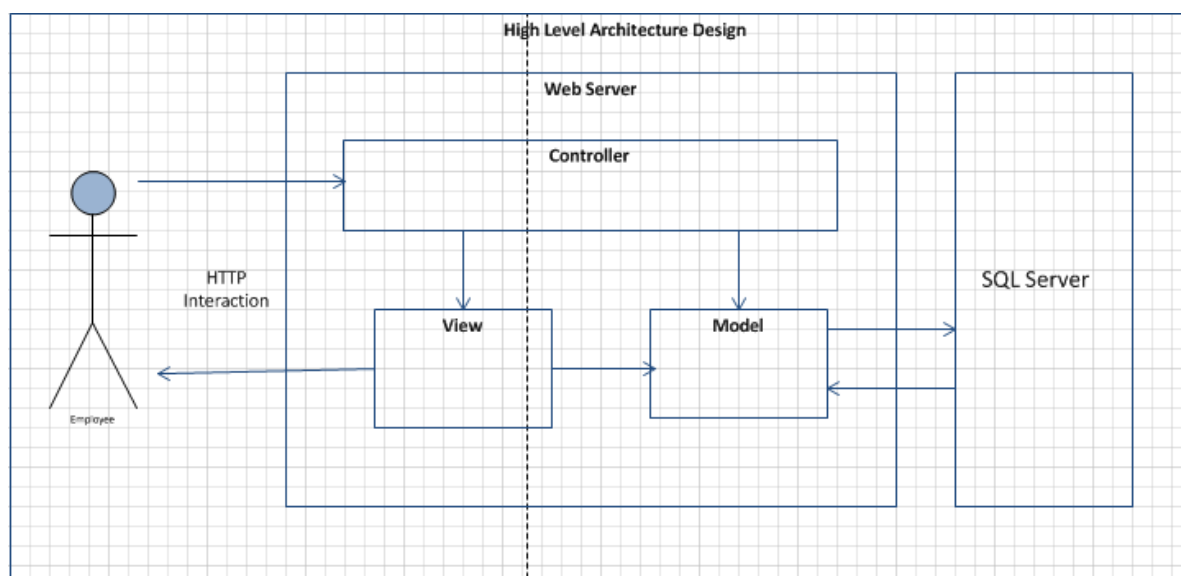 High Level Architecture Design
Web Server
Controller
HTTP
Interaction
SQL Server
View
Model
Employee